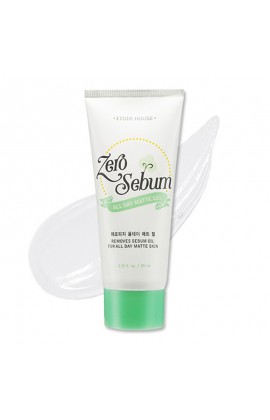 • ETUDE HOUSE •
Zero
Sebum
ALL DAY MATTE GEL
REMOVES SEBUM OIL
FOR ALL DAY MATTE SKIN